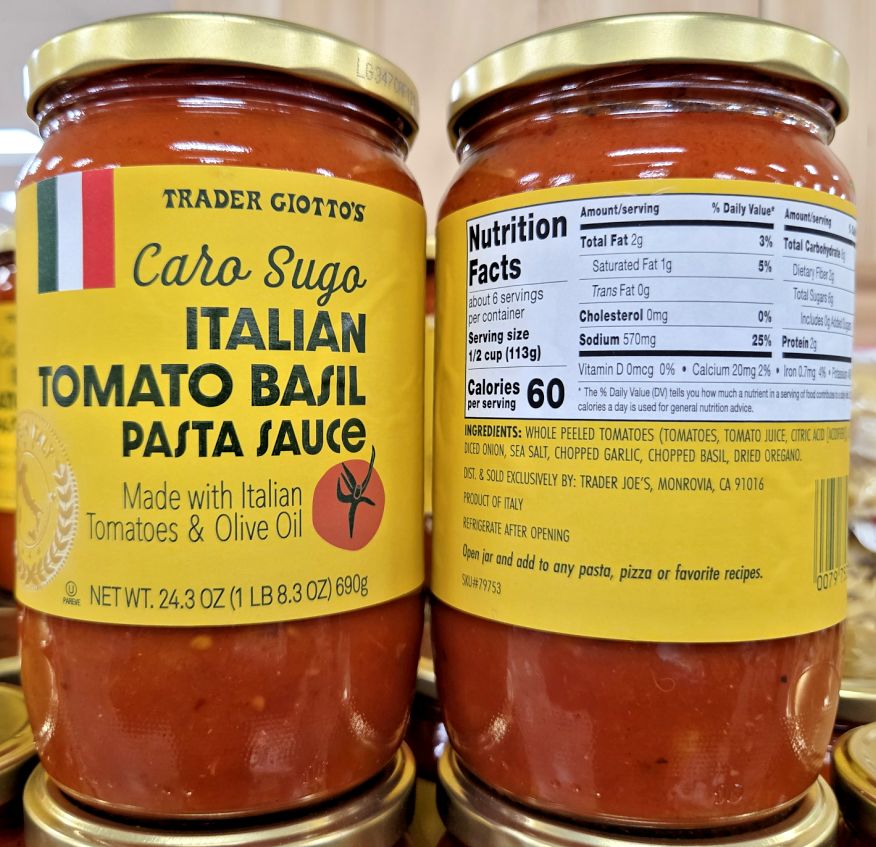 LG347
TRADER GIOTTO'S
Caro Sugo
ITALIAN
TOMATO BASIL
PASTA SAUCE
Made with Italian
Tomatoes & Olive Oil
U
PAREVE
NET WT. 24.3 OZ (1 LB 8.3 OZ) 690g
Nutrition
Facts
about 6 servings
per container
Serving size
1/2 cup (113g)
Calories
per serving 60
Amount/serving % Daily Value*
Total Fat 2g 3%
Saturated Fat 1g 5%
Trans Fat 0g
Cholesterol 0mg 0%
Sodium 570mg 25%
Amount/serving
Total Carbohydrate
Dietary Fiber 2g
Total Sugars 6g
Includes 0g Added Sugars
Protein 2g
Vitamin D 0mcg 0% • Calcium 20mg 2% • Iron 0.7mg 4% •
* The % Daily Value (DV) tells you how much a nutrient in a serving of food contributes to a
calories a day is used for general nutrition advice.
INGREDIENTS: WHOLE PEELED TOMATOES (TOMATOES, TOMATO JUICE, CITRIC ACID
DICED ONION, SEA SALT, CHOPPED GARLIC, CHOPPED BASIL, DRIED OREGANO.
DIST. & SOLD EXCLUSIVELY BY: TRADER JOE'S, MONROVIA, CA 91016
PRODUCT OF ITALY
REFRIGERATE AFTER OPENING
Open jar and add to any pasta, pizza or favorite recipes.
SKU#79753